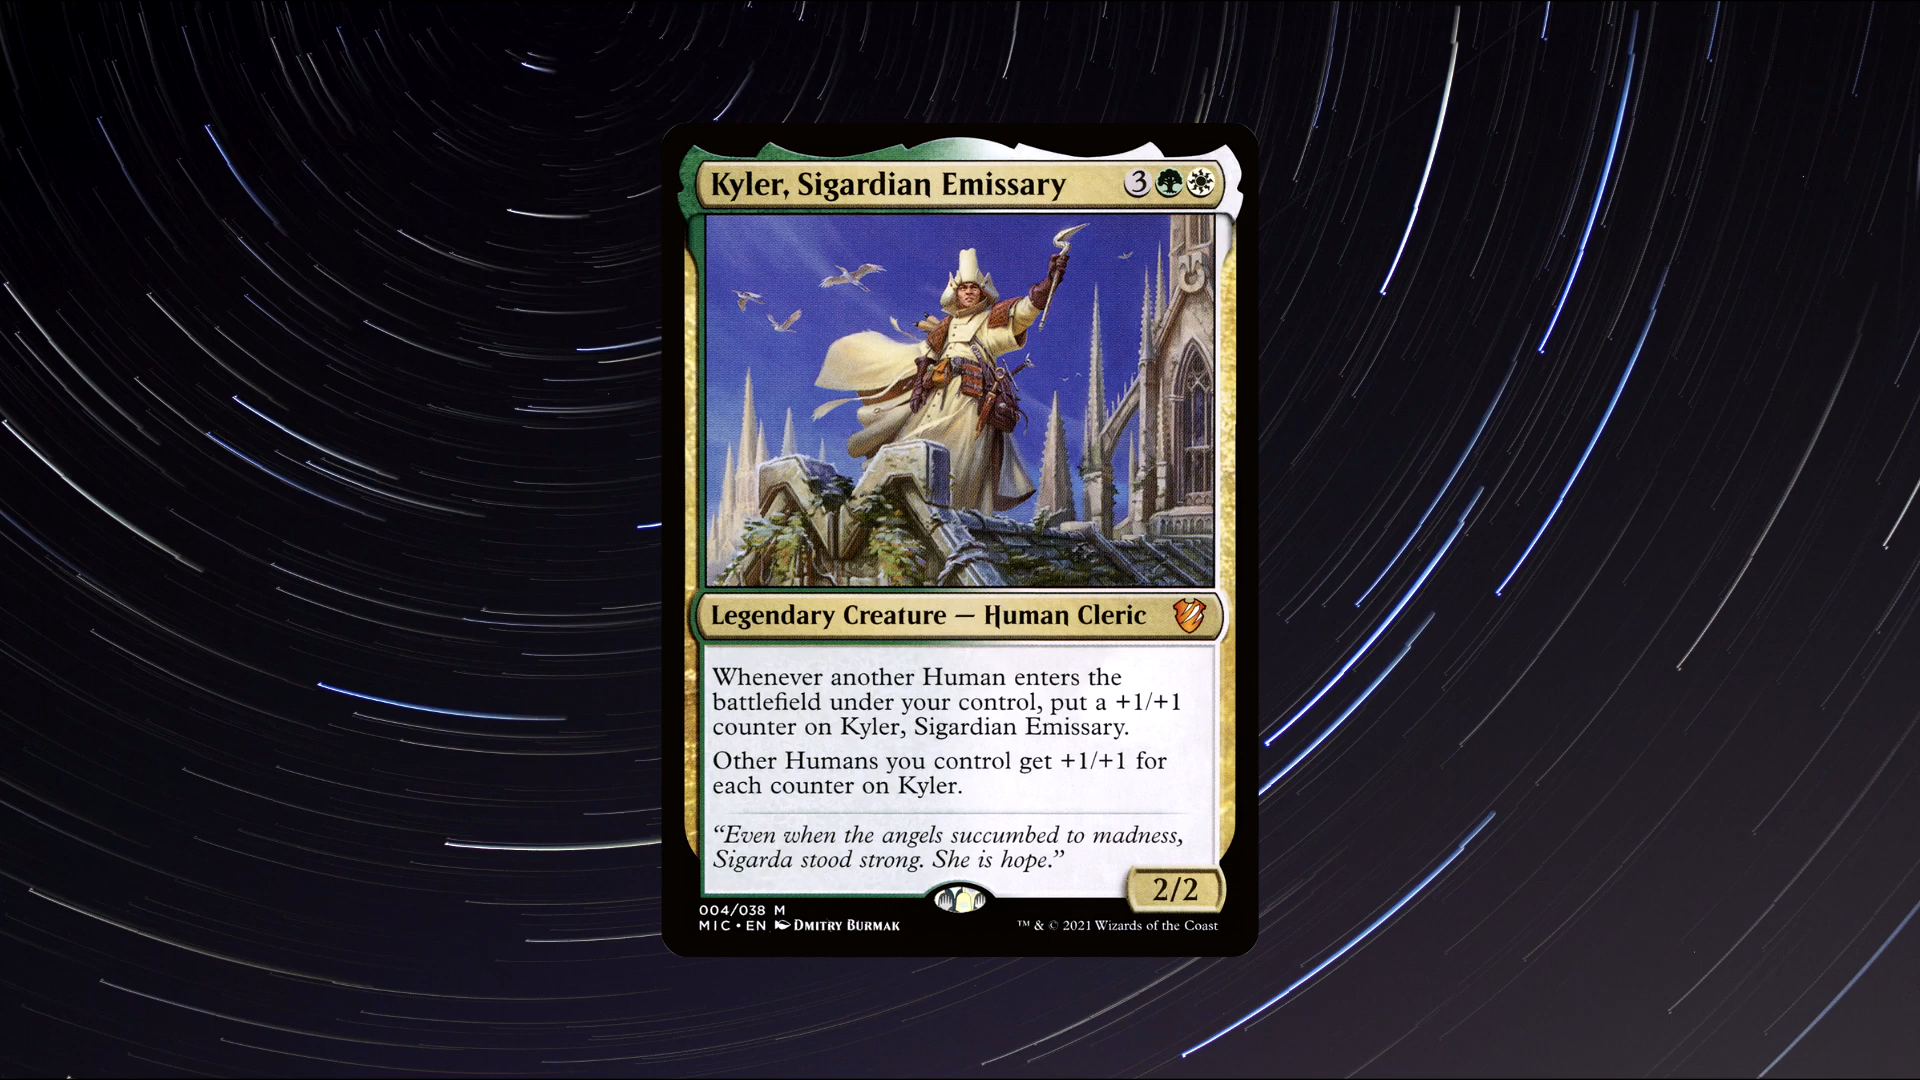 Kyler, Sigardian Emissary 3
Legendary Creature — Human Cleric
Whenever another Human enters the
battlefield under your control, put a +1/+1
counter on Kyler, Sigardian Emissary.
Other Humans you control get +1/+1 for
each counter on Kyler.
“Even when the angels succumbed to madness,
Sigarda stood strong. She is hope.”
2/2
004/038 M
MIC • EN Dmitry Burmak
™ & © 2021 Wizards of the Coast